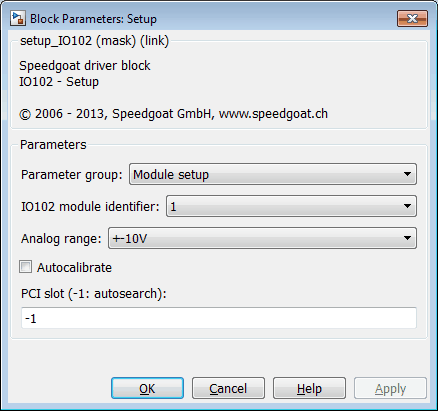 Block Parameters: Setup
setup_IO102 (mask) (link)
Speedgoat driver block
IO102 - Setup
© 2006 - 2013, Speedgoat GmbH, www.speedgoat.ch
Parameters
Parameter group: Module setup
IO102 module identifier: 1
Analog range: +-10V
Autocalibrate
PCI slot (-1: autosearch):
-1
OK Cancel Help Apply